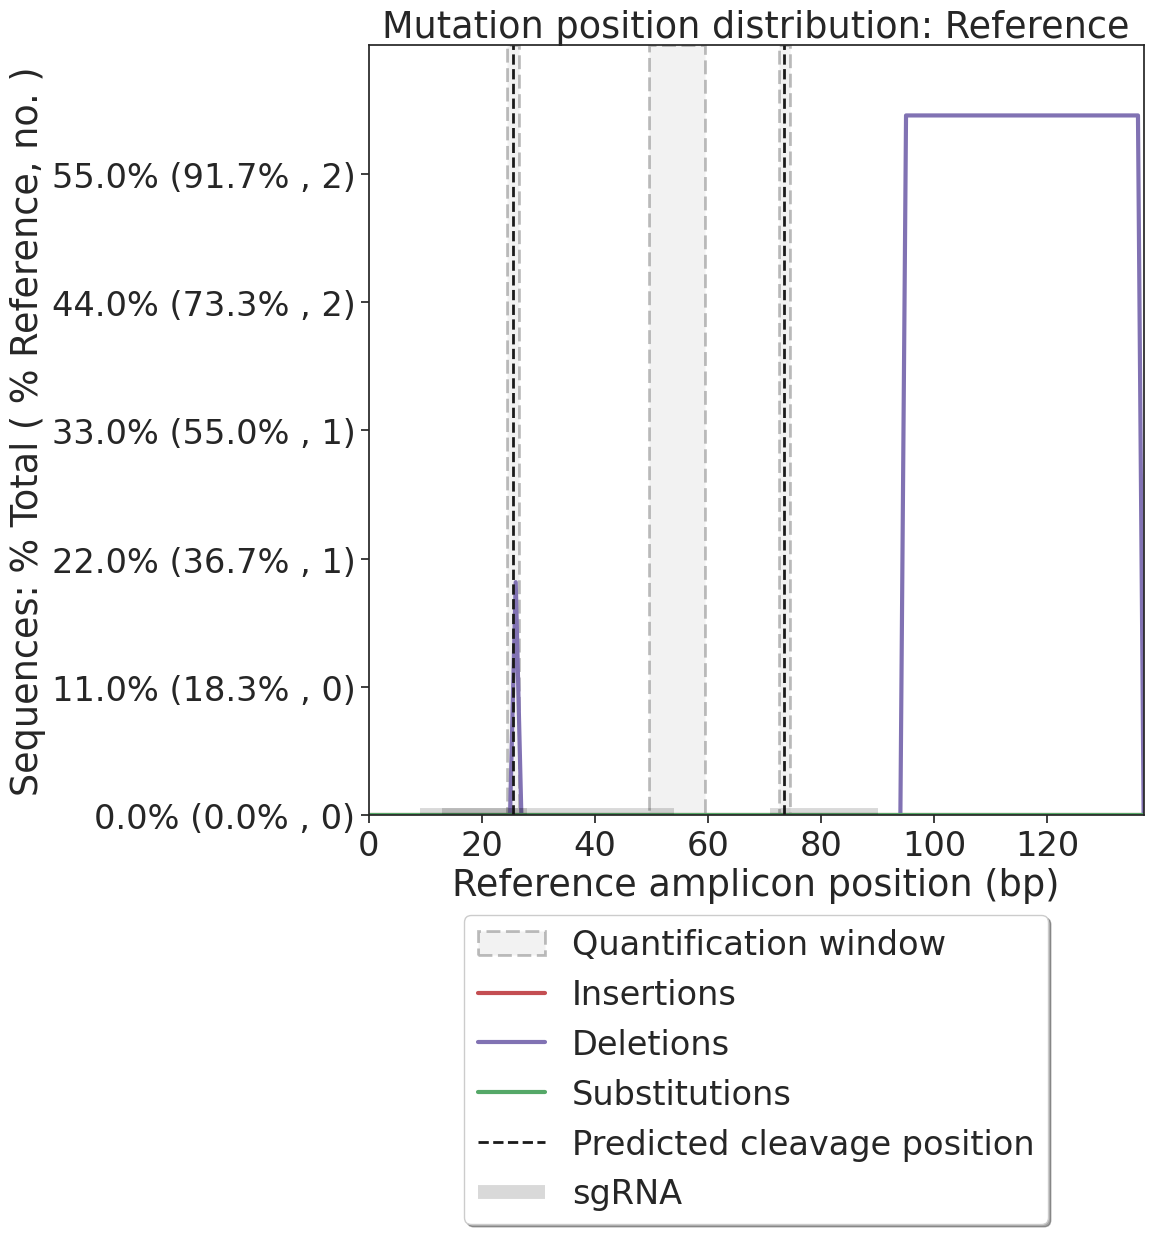 Mutation position distribution: Reference
Sequences: % Total ( % Reference, no. )
55.0% (91.7% , 2)
44.0% (73.3% , 2)
33.0% (55.0% , 1)
22.0% (36.7% , 1)
11.0% (18.3% , 0)
0.0% (0.0% , 0)
0 20 40 60 80 100 120
Reference amplicon position (bp)
Quantification window
Insertions
Deletions
Substitutions
Predicted cleavage position
sgRNA